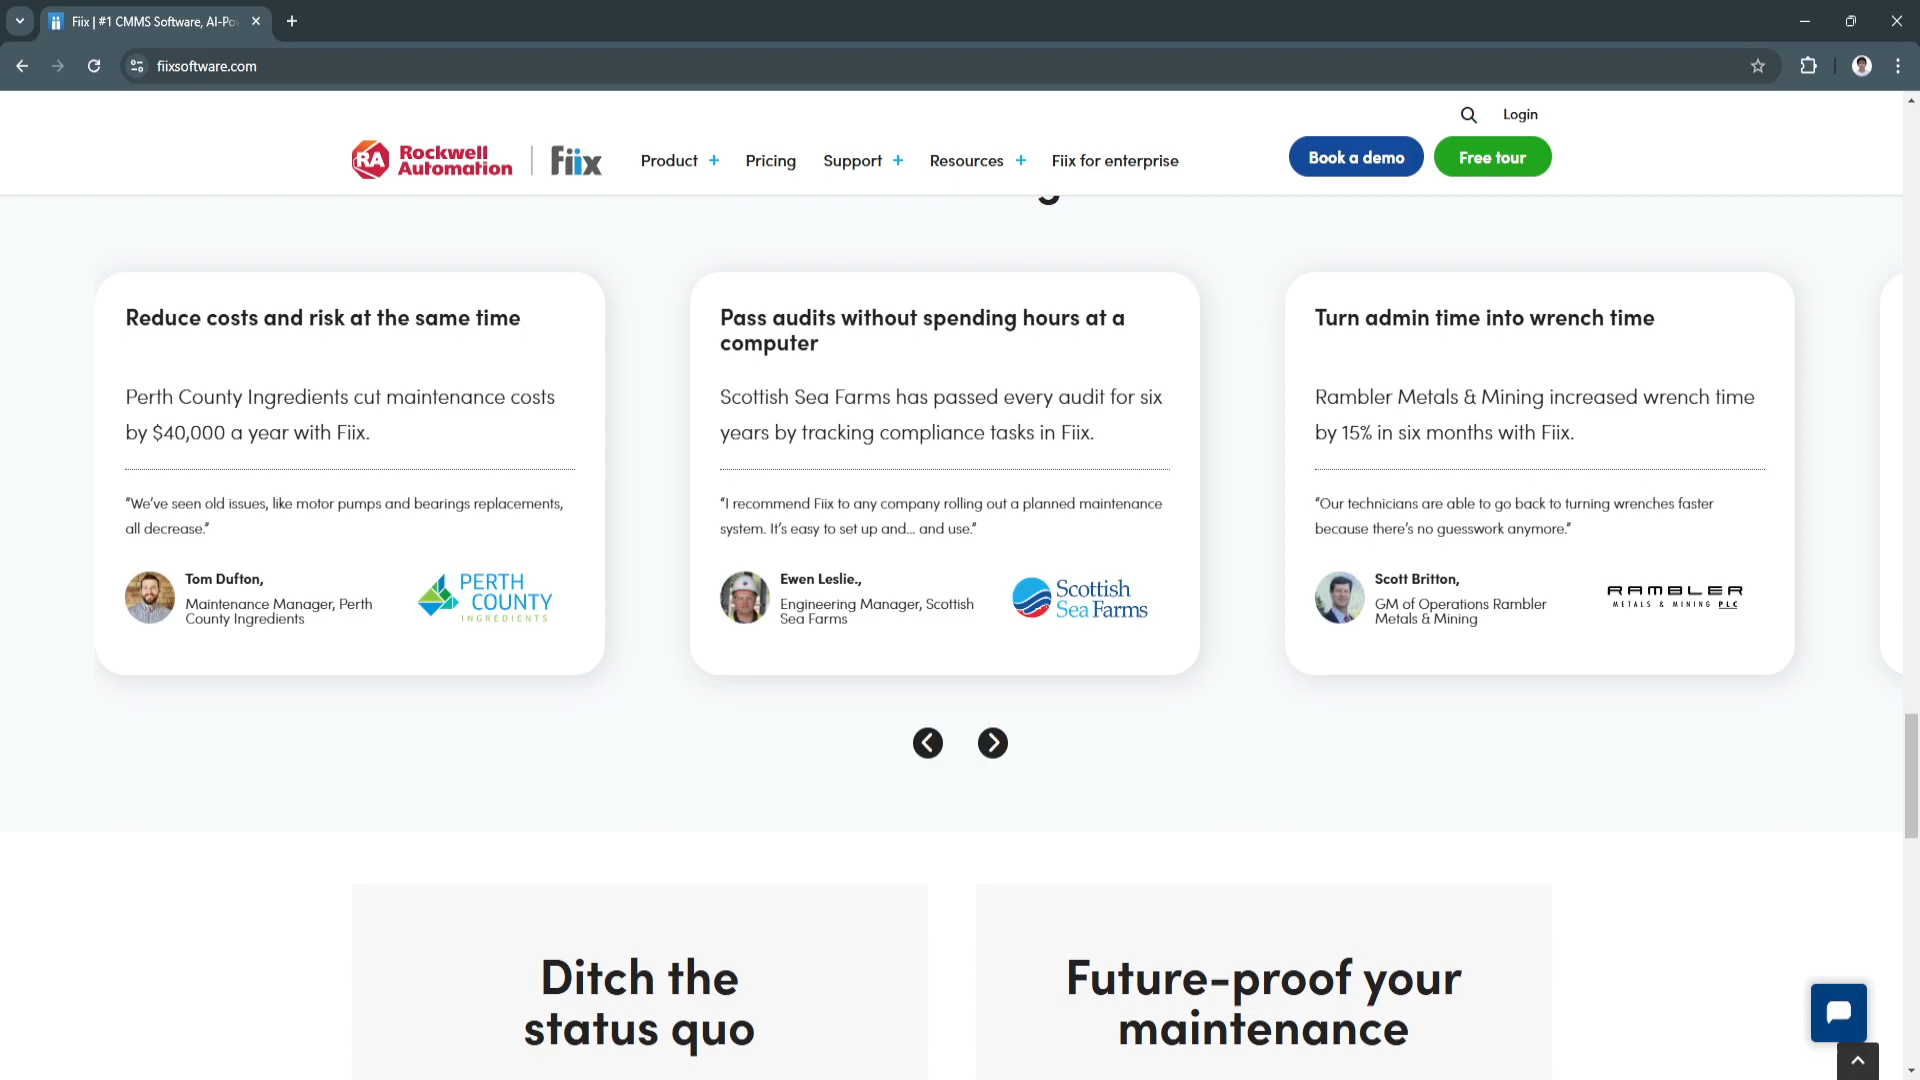 Fiix | #1 CMMS Software, AI-Po
fiixsoftware.com
Login
RA Rockwell Automation
Fiix
Product + Pricing Support + Resources + Fiix for enterprise
Book a demo
Free tour
Reduce costs and risk at the same time
Perth County Ingredients cut maintenance costs
by $40,000 a year with Fiix.
“We’ve seen old issues, like motor pumps and bearings replacements,
all decrease.”
Tom Dufton,
Maintenance Manager, Perth
County Ingredients
PERTH
COUNTY
INGREDIENTS
Pass audits without spending hours at a
computer
Scottish Sea Farms has passed every audit for six
years by tracking compliance tasks in Fiix.
“I recommend Fiix to any company rolling out a planned maintenance
system. It’s easy to set up and... and use.”
Ewen Leslie.,
Engineering Manager, Scottish
Sea Farms
Scottish
Sea Farms
Turn admin time into wrench time
Rambler Metals & Mining increased wrench time
by 15% in six months with Fiix.
“Our technicians are able to go back to turning wrenches faster
because there’s no guesswork anymore.”
Scott Britton,
GM of Operations Rambler
Metals & Mining
RAMBLER
METALS & MINING PLC
Ditch the
status quo
Future-proof your
maintenance